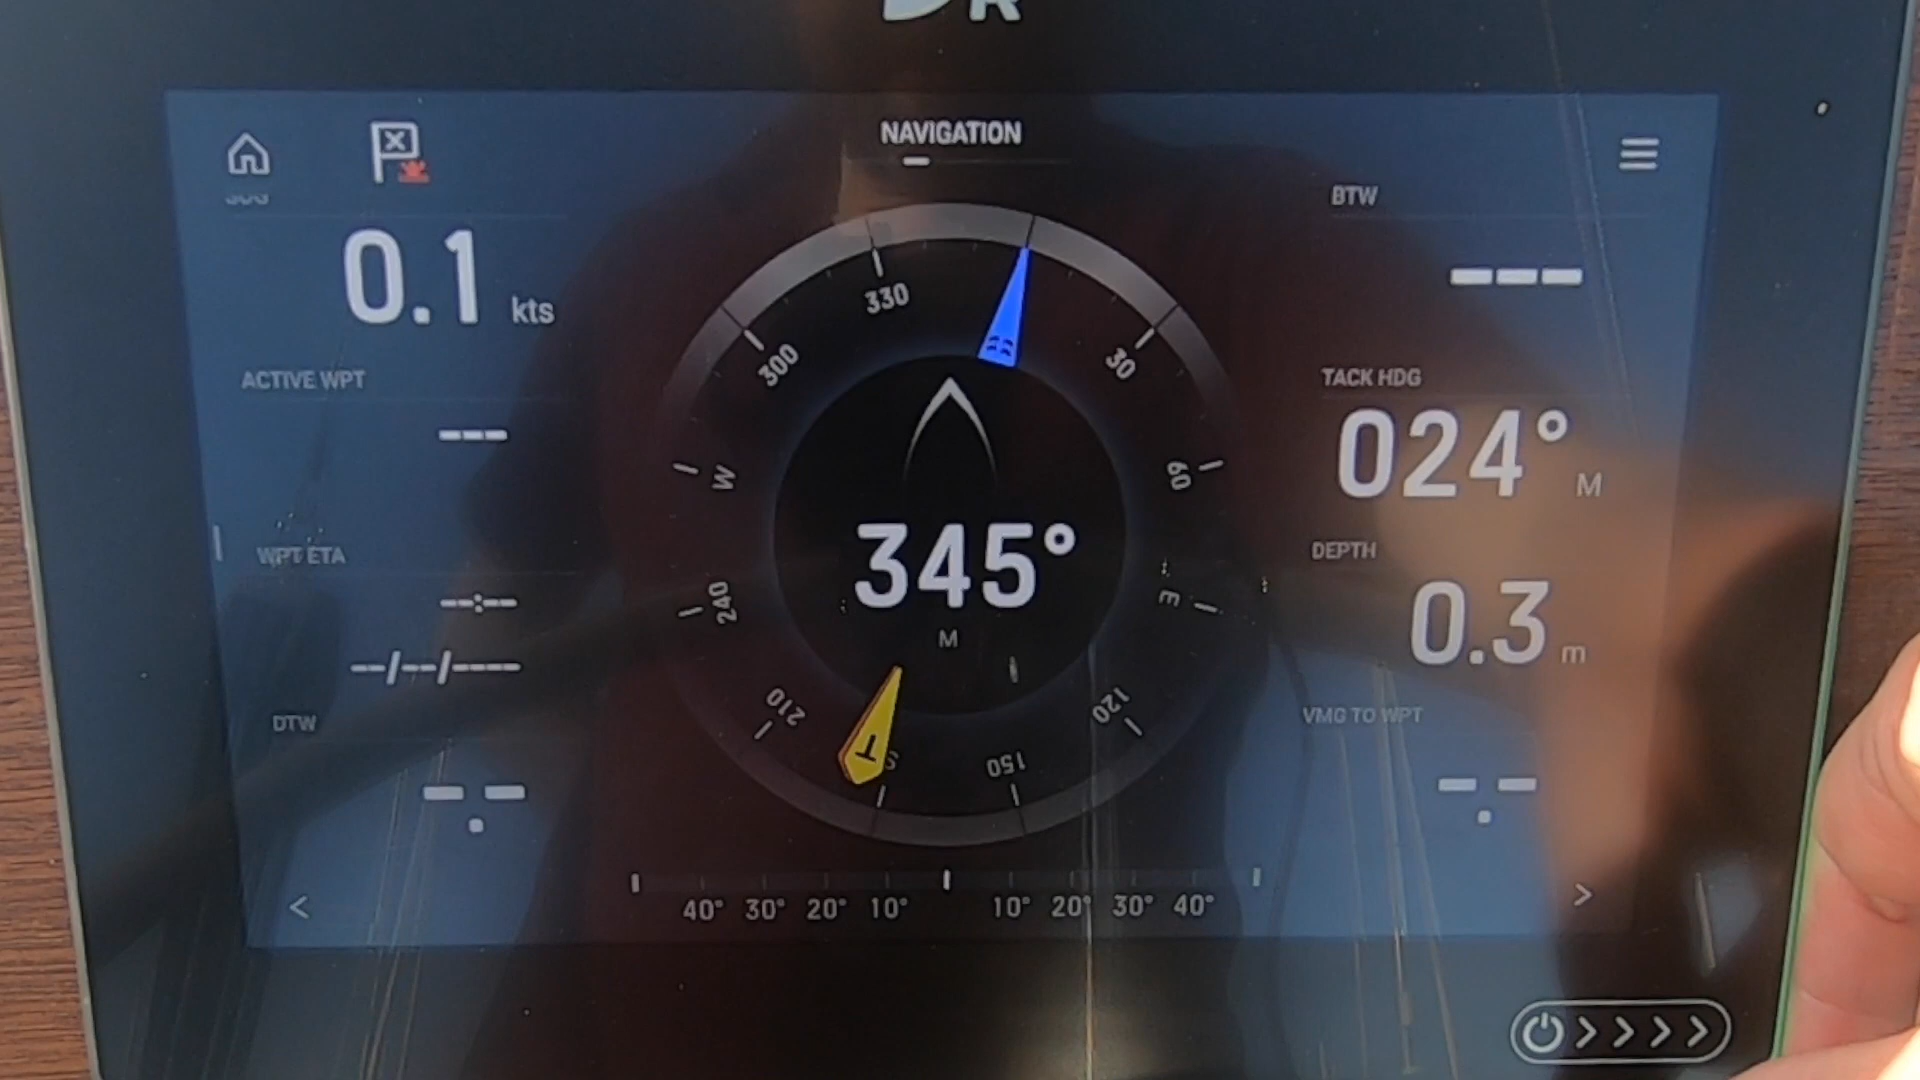 NAVIGATION
SOG
0.1 kts
ACTIVE WPT
---
WPT ETA
--:--
--/--/----
DTW
-.-
BTW
---
TACK HDG
024° M
DEPTH
0.3 m
VMG TO WPT
-.-
330
30
60
E
120
150
S
210
240
W
300
345°
M
T
40° 30° 20° 10° 10° 20° 30° 40°
< >